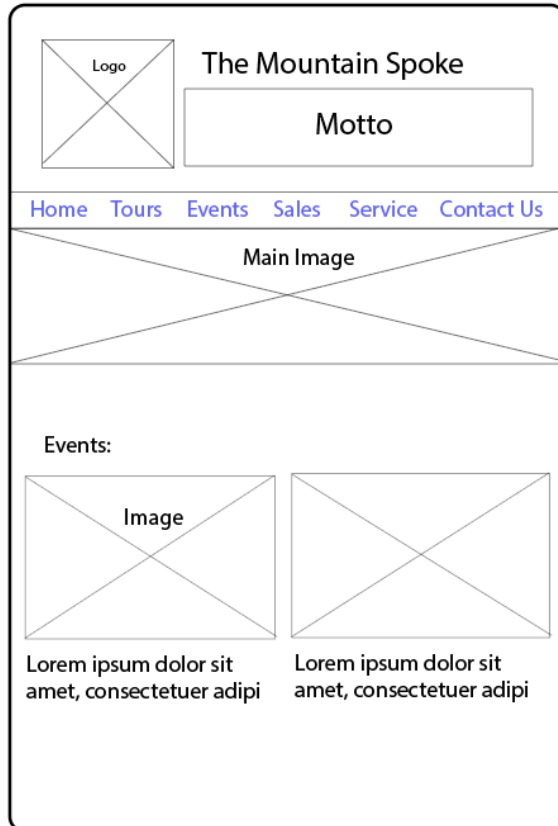 Logo
The Mountain Spoke
Motto
Home Tours Events Sales Service Contact Us
Main Image
Events:
Image
Lorem ipsum dolor sit
amet, consectetuer adipi
Lorem ipsum dolor sit
amet, consectetuer adipi